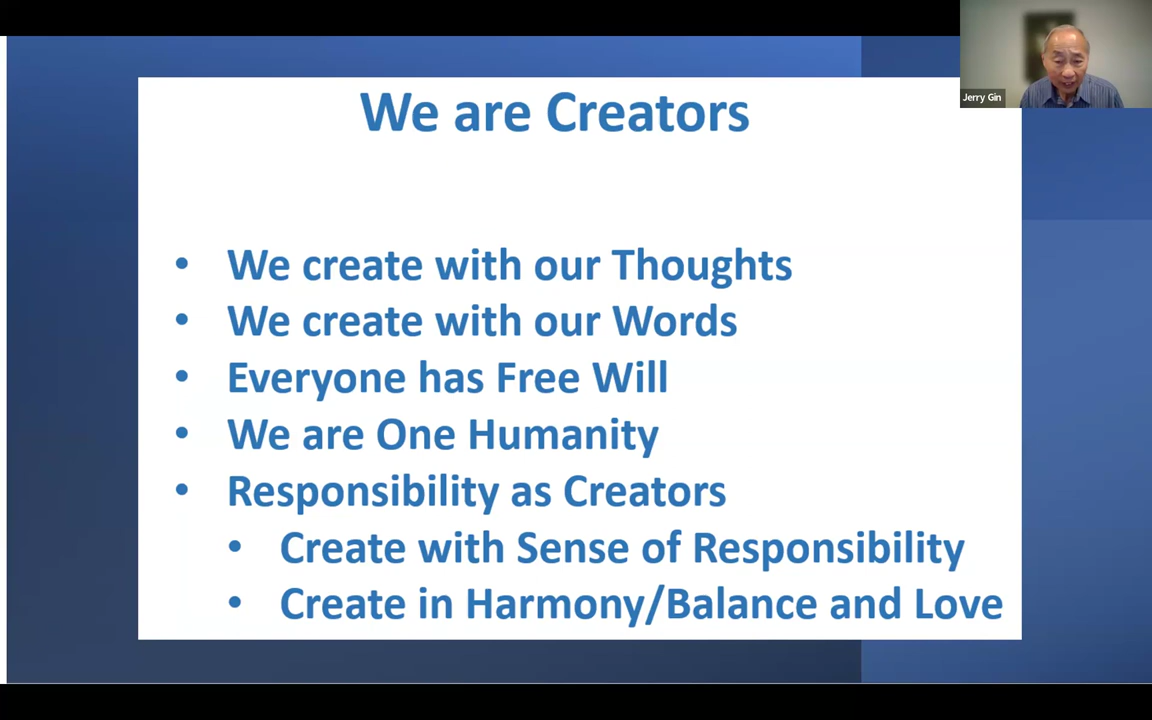 We are Creators
Jerry Gin
• We create with our Thoughts
• We create with our Words
• Everyone has Free Will
• We are One Humanity
• Responsibility as Creators
• Create with Sense of Responsibility
• Create in Harmony/Balance and Love